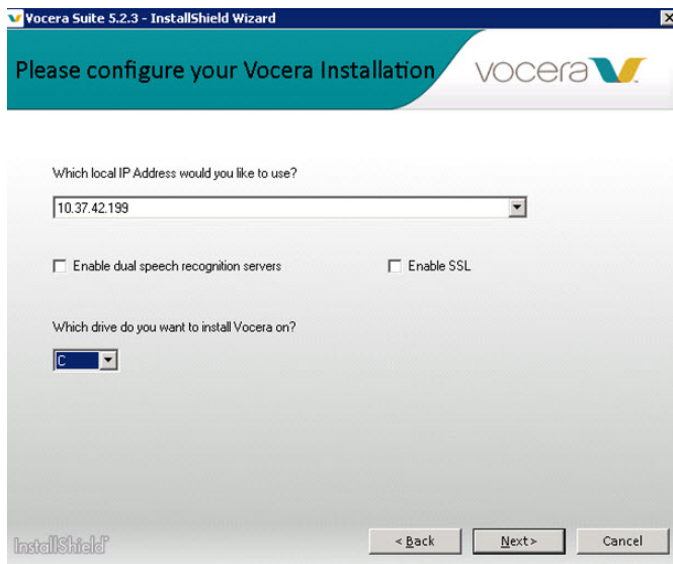 Vocera Suite 5.2.3 - InstallShield Wizard
Please configure your Vocera Installation
vocera
Which local IP Address would you like to use?
10.37.42.199
Enable dual speech recognition servers
Enable SSL
Which drive do you want to install Vocera on?
C
InstallShield
< Back
Next >
Cancel